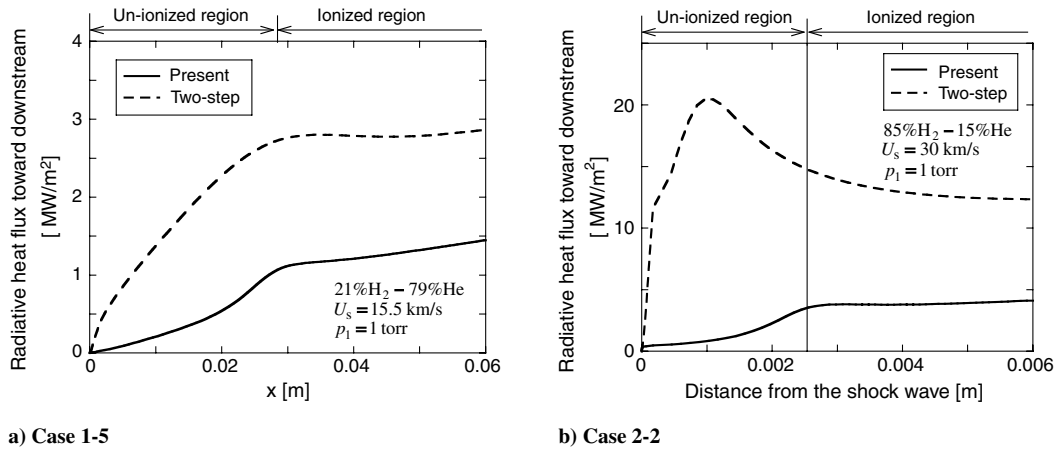 Un-ionized region
Ionized region
Radiative heat flux toward downstream
[ MW/m²]
4
3
2
1
0
Present
Two-step
21%H₂ – 79%He
Uₛ = 15.5 km/s
p₁ = 1 torr
0
0.02
0.04
0.06
x [m]
a) Case 1-5
Un-ionized region
Ionized region
Radiative heat flux toward downstream
[ MW/m²]
20
10
0
Present
Two-step
85%H₂ – 15%He
Uₛ = 30 km/s
p₁ = 1 torr
0
0.002
0.004
0.006
Distance from the shock wave [m]
b) Case 2-2